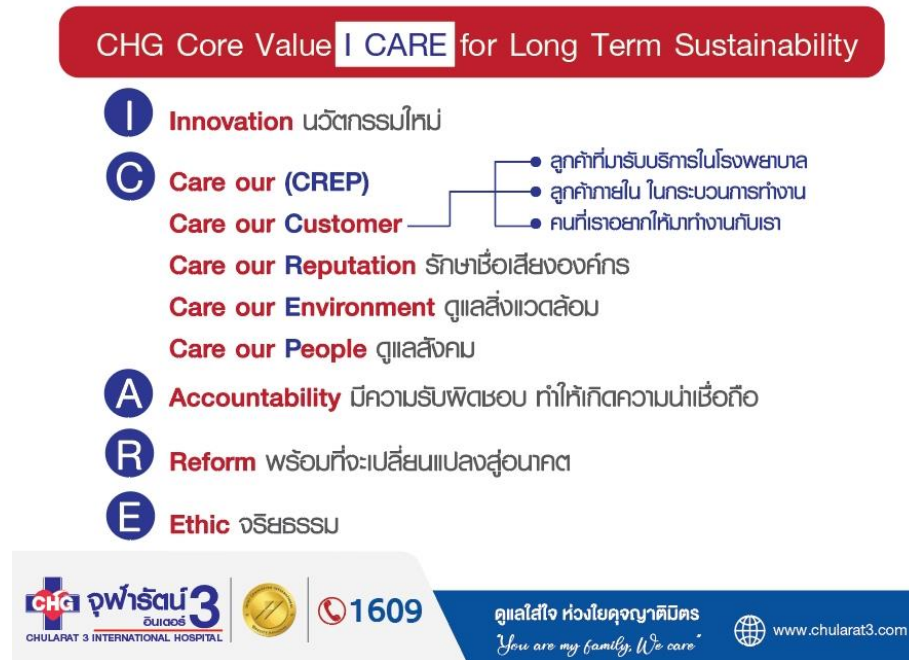 CHG Core Value I CARE for Long Term Sustainability
I Innovation นวัตกรรมใหม่
C Care our (CREP)
Care our Customer
ลูกค้าที่มารับบริการในโรงพยาบาล
ลูกค้าภายใน ในกระบวนการทำงาน
คนที่เราอยากให้มาทำงานกับเรา
Care our Reputation รักษาชื่อเสียงองค์กร
Care our Environment ดูแลสิ่งแวดล้อม
Care our People ดูแลสังคม
A Accountability มีความรับผิดชอบ ทำให้เกิดความน่าเชื่อถือ
R Reform พร้อมที่จะเปลี่ยนแปลงสู่อนาคต
E Ethic จริยธรรม
CHG จุฬารัตน์ 3
อินเตอร์
CHULARAT 3 INTERNATIONAL HOSPITAL
1609
ดูแลใส่ใจ ห่วงใยดุจญาติมิตร
"You are my family, We care"
www.chularat3.com